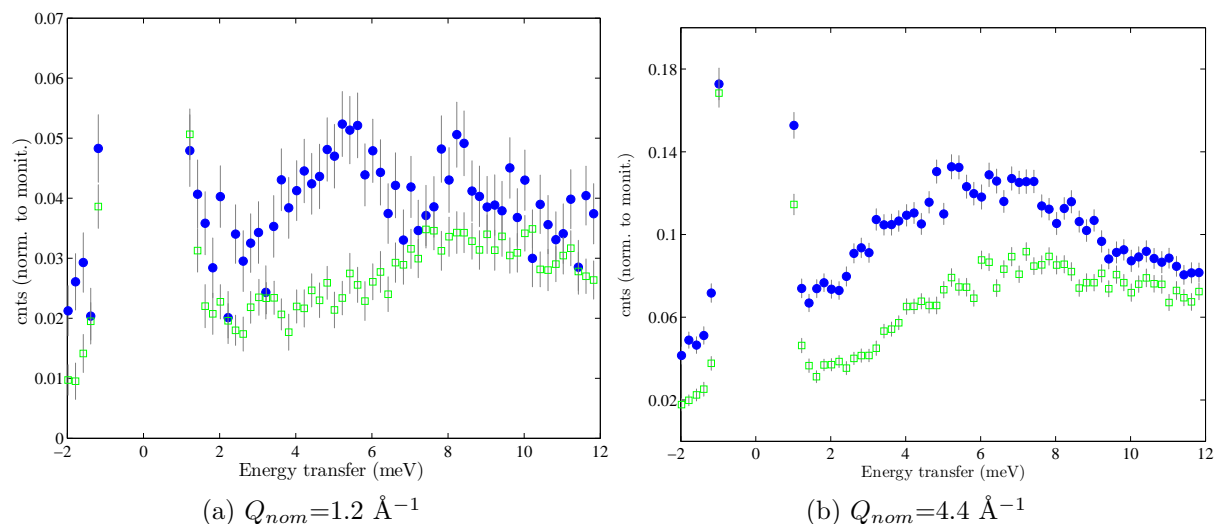 0.07
0.06
0.05
0.04
0.03
0.02
0.01
0
cnts (norm. to monit.)
−2 0 2 4 6 8 10 12
Energy transfer (meV)
(a) Q_nom=1.2 Å⁻¹
0.18
0.14
0.1
0.06
0.02
cnts (norm. to monit.)
−2 0 2 4 6 8 10 12
Energy transfer (meV)
(b) Q_nom=4.4 Å⁻¹